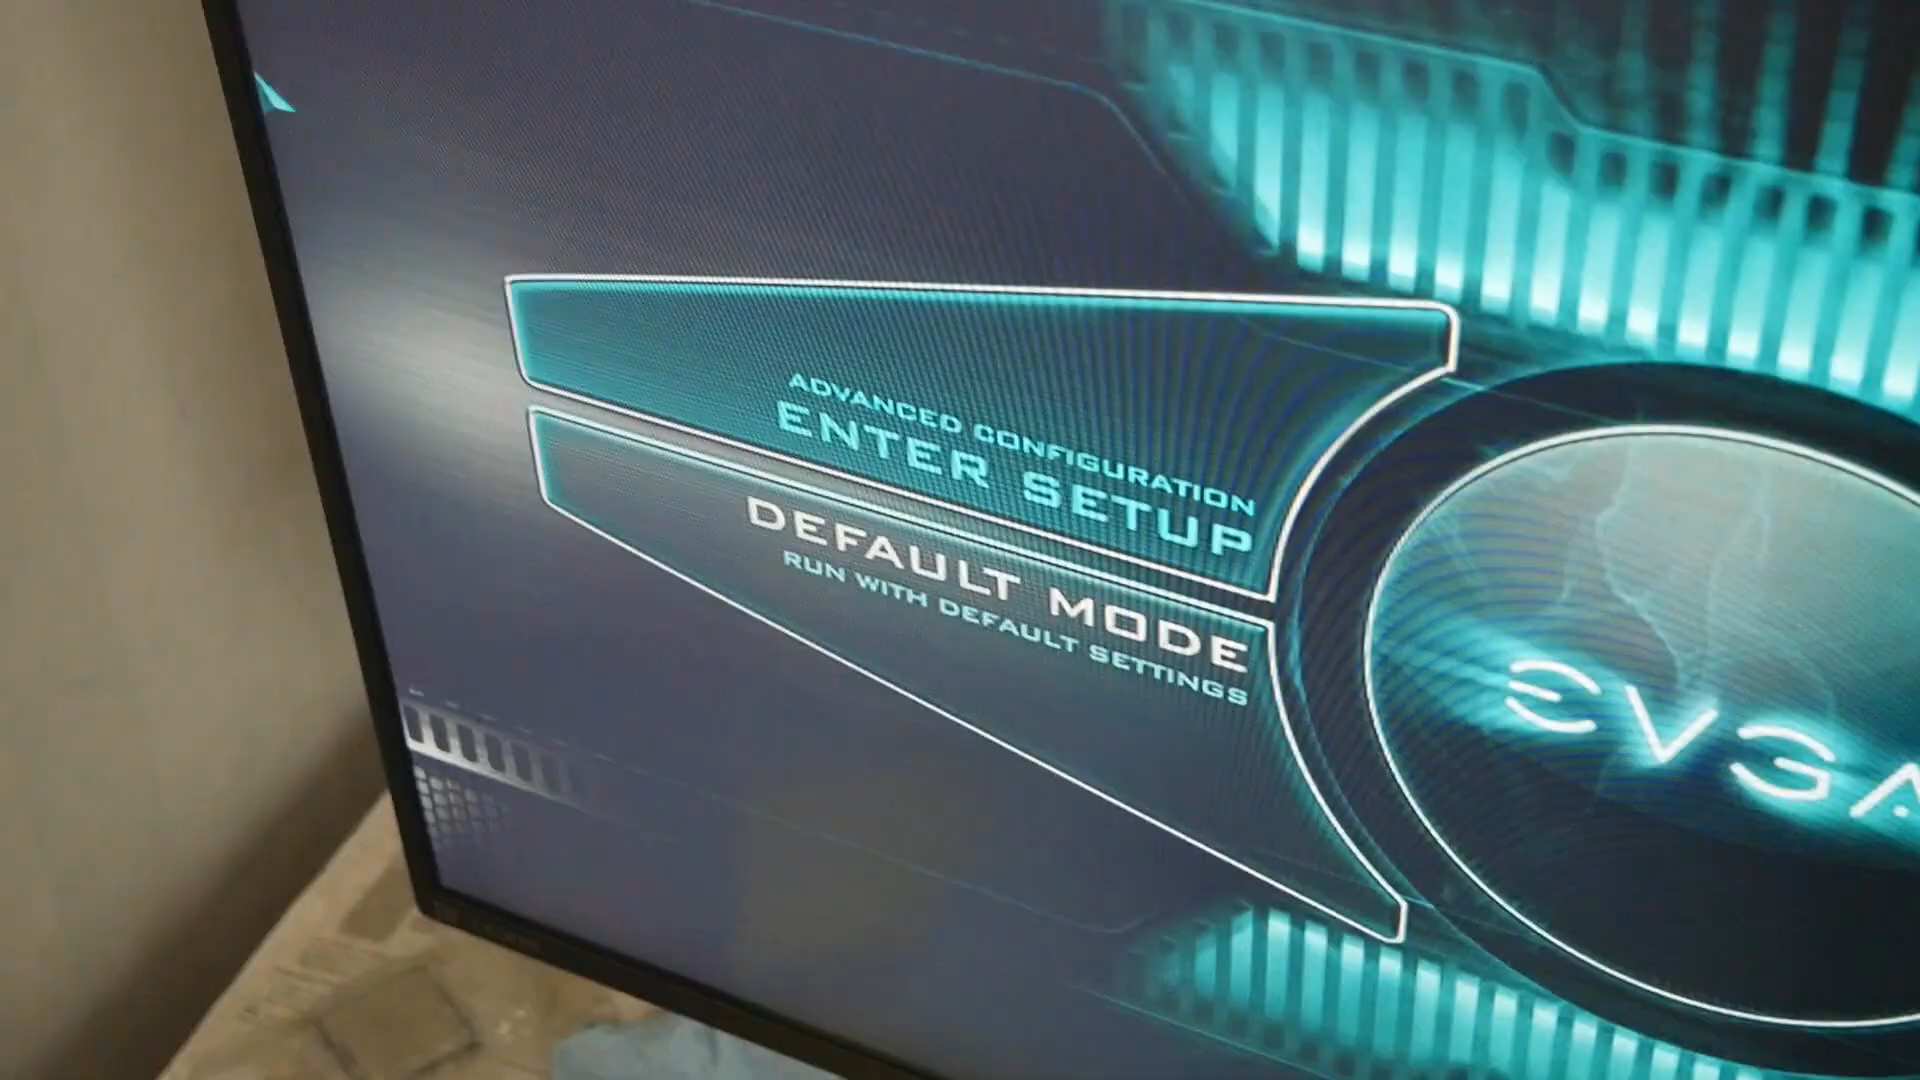 ADVANCED CONFIGURATION
ENTER SETUP
DEFAULT MODE
RUN WITH DEFAULT SETTINGS
EVGA